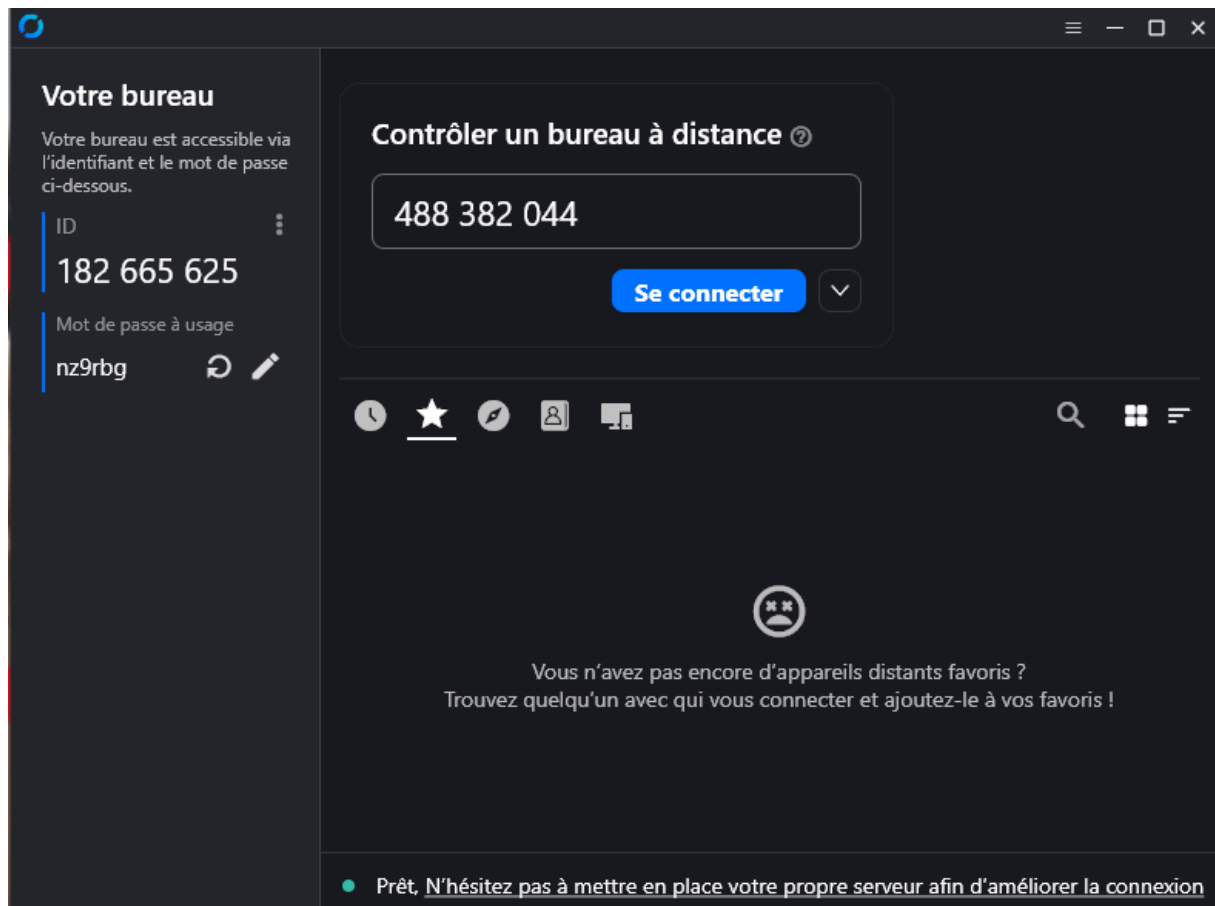 Votre bureau
Votre bureau est accessible via
l'identifiant et le mot de passe
ci-dessous.
ID
182 665 625
Mot de passe à usage
nz9rbg
Contrôler un bureau à distance
488 382 044
Se connecter
Vous n'avez pas encore d'appareils distants favoris ?
Trouvez quelqu'un avec qui vous connecter et ajoutez-le à vos favoris !
Prêt, N'hésitez pas à mettre en place votre propre serveur afin d'améliorer la connexion